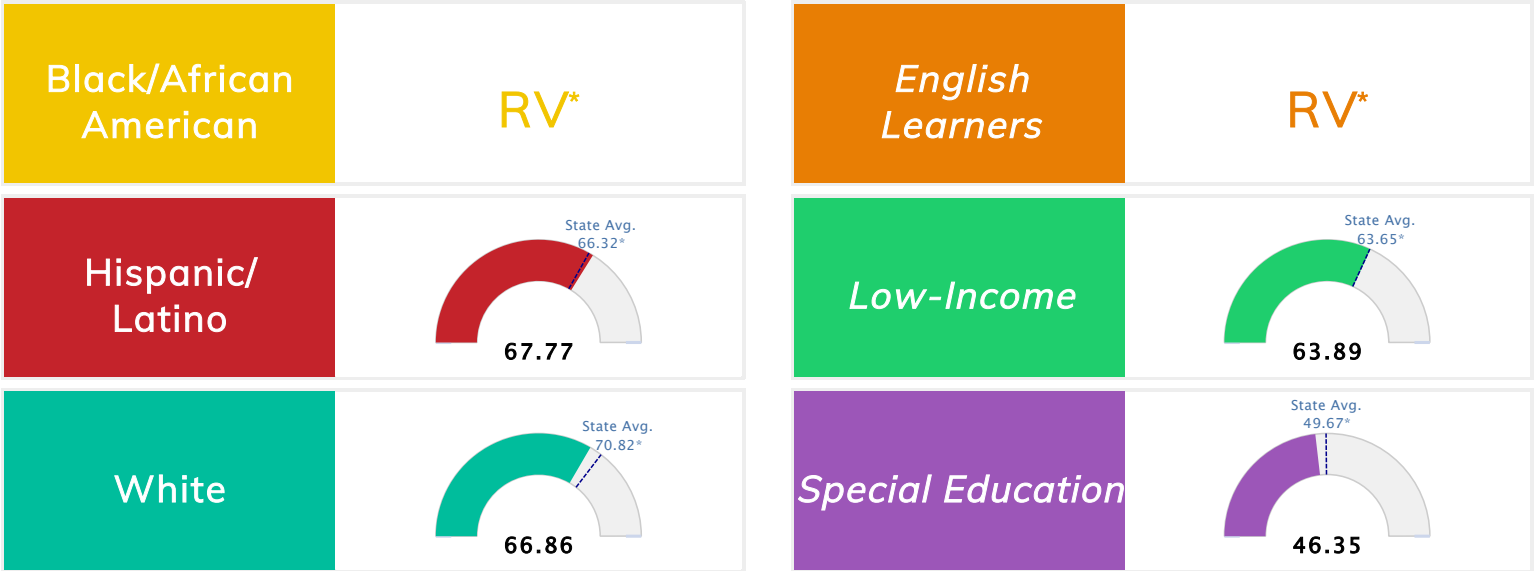 Black/African
American
RV*
English
Learners
RV*
Hispanic/
Latino
State Avg.
66.32*
67.77
Low-Income
State Avg.
63.65*
63.89
White
State Avg.
70.82*
66.86
Special Education
State Avg.
49.67*
46.35